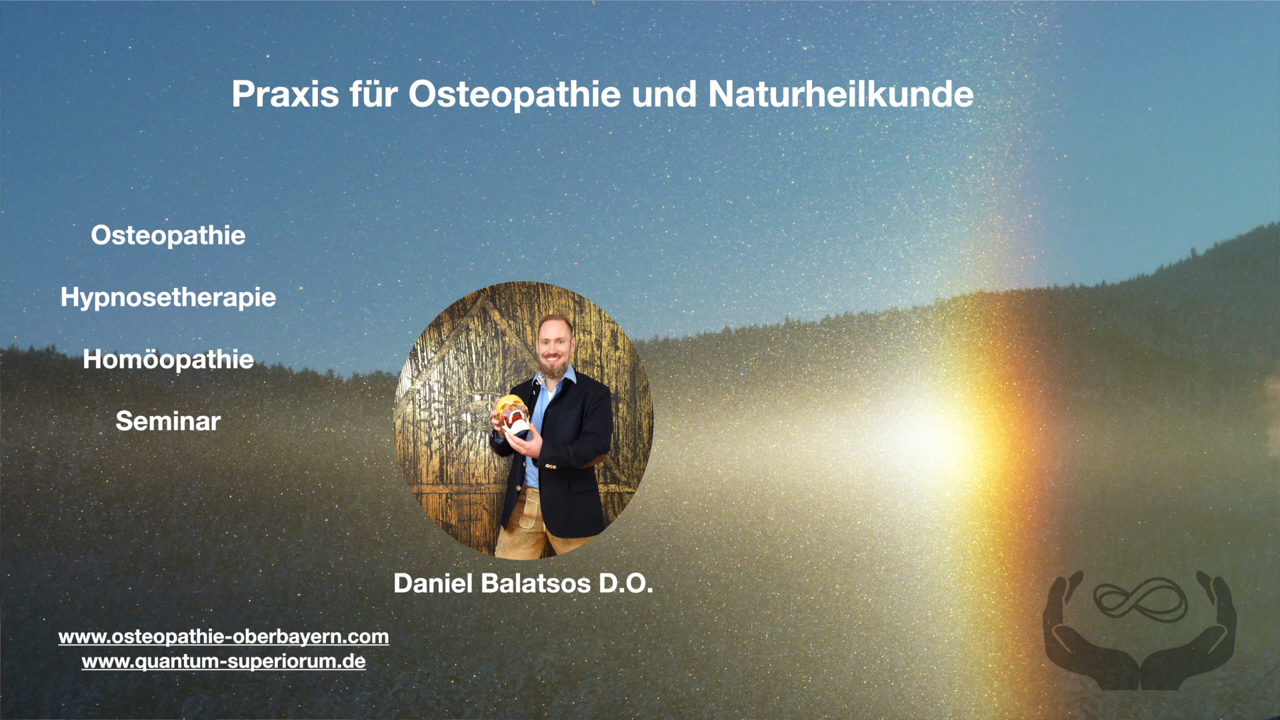 Praxis für Osteopathie und Naturheilkunde
Osteopathie
Hypnosetherapie
Homöopathie
Seminar
Daniel Balatsos D.O.
www.osteopathie-oberbayern.com
www.quantum-superiorum.de